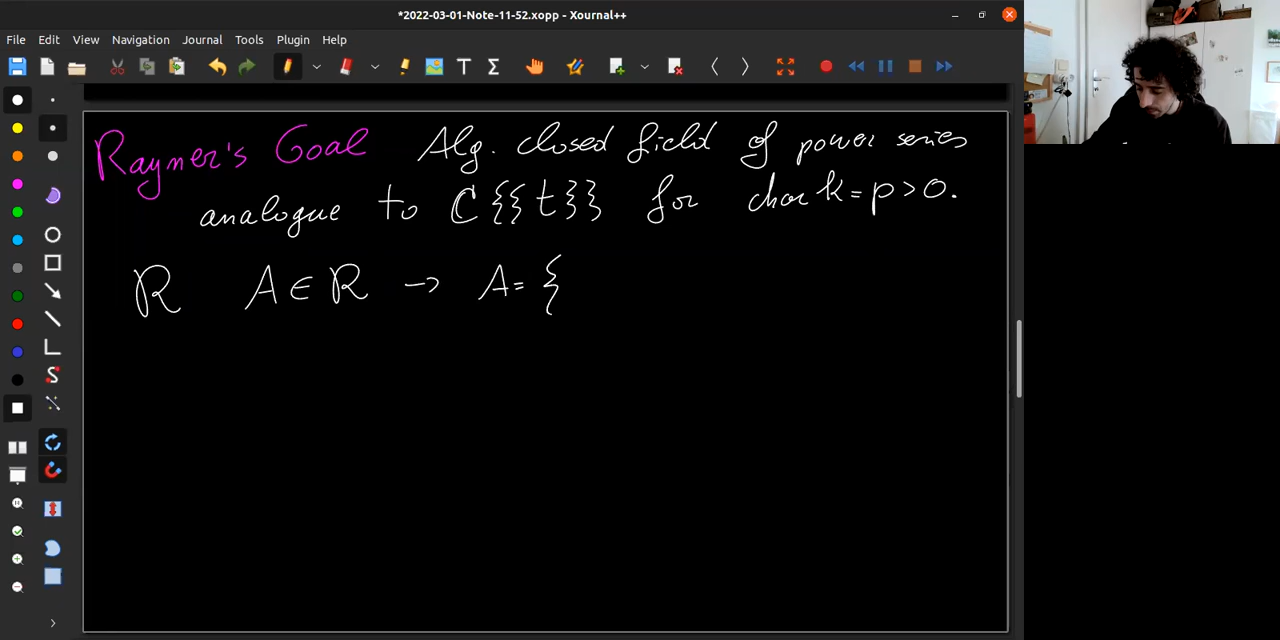 *2022-03-01-Note-11-52.xopp - Xournal++
File Edit View Navigation Journal Tools Plugin Help
Rayner's Goal Alg. closed field of power series
analogue to ℂ{{t}} for char k = p > 0.
R A ∈ R → A = {